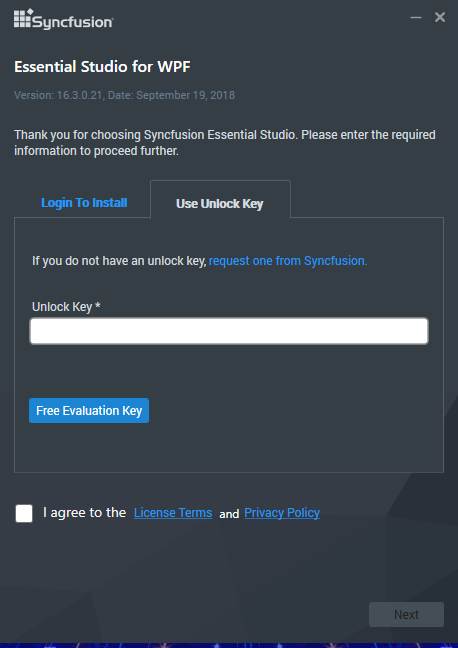 Syncfusion
Essential Studio for WPF
Version: 16.3.0.21, Date: September 19, 2018
Thank you for choosing Syncfusion Essential Studio. Please enter the required
information to proceed further.
Login To Install
Use Unlock Key
If you do not have an unlock key, request one from Syncfusion.
Unlock Key *
Free Evaluation Key
I agree to the License Terms and Privacy Policy
Next